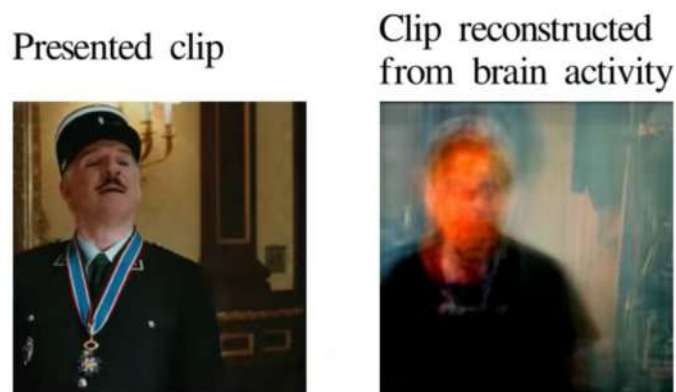 Presented clip
Clip reconstructed
from brain activity